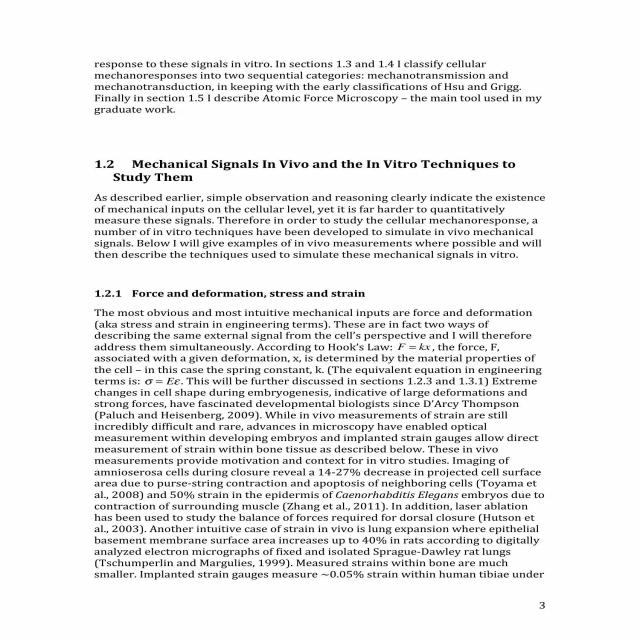 response to these signals in vitro. In sections 1.3 and 1.4 I classify cellular
mechanoresponses into two sequential categories: mechanotransmission and
mechanotransduction, in keeping with the early classifications of Hsu and Grigg.
Finally in section 1.5 I describe Atomic Force Microscopy – the main tool used in my
graduate work.
1.2 Mechanical Signals In Vivo and the In Vitro Techniques to
Study Them
As described earlier, simple observation and reasoning clearly indicate the existence
of mechanical inputs on the cellular level, yet it is far harder to quantitatively
measure these signals. Therefore in order to study the cellular mechanoresponse, a
number of in vitro techniques have been developed to simulate in vivo mechanical
signals. Below I will give examples of in vivo measurements where possible and will
then describe the techniques used to simulate these mechanical signals in vitro.
1.2.1 Force and deformation, stress and strain
The most obvious and most intuitive mechanical inputs are force and deformation
(aka stress and strain in engineering terms). These are in fact two ways of
describing the same external signal from the cell's perspective and I will therefore
address them simultaneously. According to Hook's Law: F = kx , the force, F,
associated with a given deformation, x, is determined by the material properties of
the cell – in this case the spring constant, k. (The equivalent equation in engineering
terms is: σ = Eε . This will be further discussed in sections 1.2.3 and 1.3.1) Extreme
changes in cell shape during embryogenesis, indicative of large deformations and
strong forces, have fascinated developmental biologists since D'Arcy Thompson
(Paluch and Heisenberg, 2009). While in vivo measurements of strain are still
incredibly difficult and rare, advances in microscopy have enabled optical
measurement within developing embryos and implanted strain gauges allow direct
measurement of strain within bone tissue as described below. These in vivo
measurements provide motivation and context for in vitro studies. Imaging of
amnioserosa cells during closure reveal a 14-27% decrease in projected cell surface
area due to purse-string contraction and apoptosis of neighboring cells (Toyama et
al., 2008) and 50% strain in the epidermis of Caenorhabditis Elegans embryos due to
contraction of surrounding muscle (Zhang et al., 2011). In addition, laser ablation
has been used to study the balance of forces required for dorsal closure (Hutson et
al., 2003). Another intuitive case of strain in vivo is lung expansion where epithelial
basement membrane surface area increases up to 40% in rats according to digitally
analyzed electron micrographs of fixed and isolated Sprague-Dawley rat lungs
(Tschumperlin and Margulies, 1999). Measured strains within bone are much
smaller. Implanted strain gauges measure ~0.05% strain within human tibiae under
3